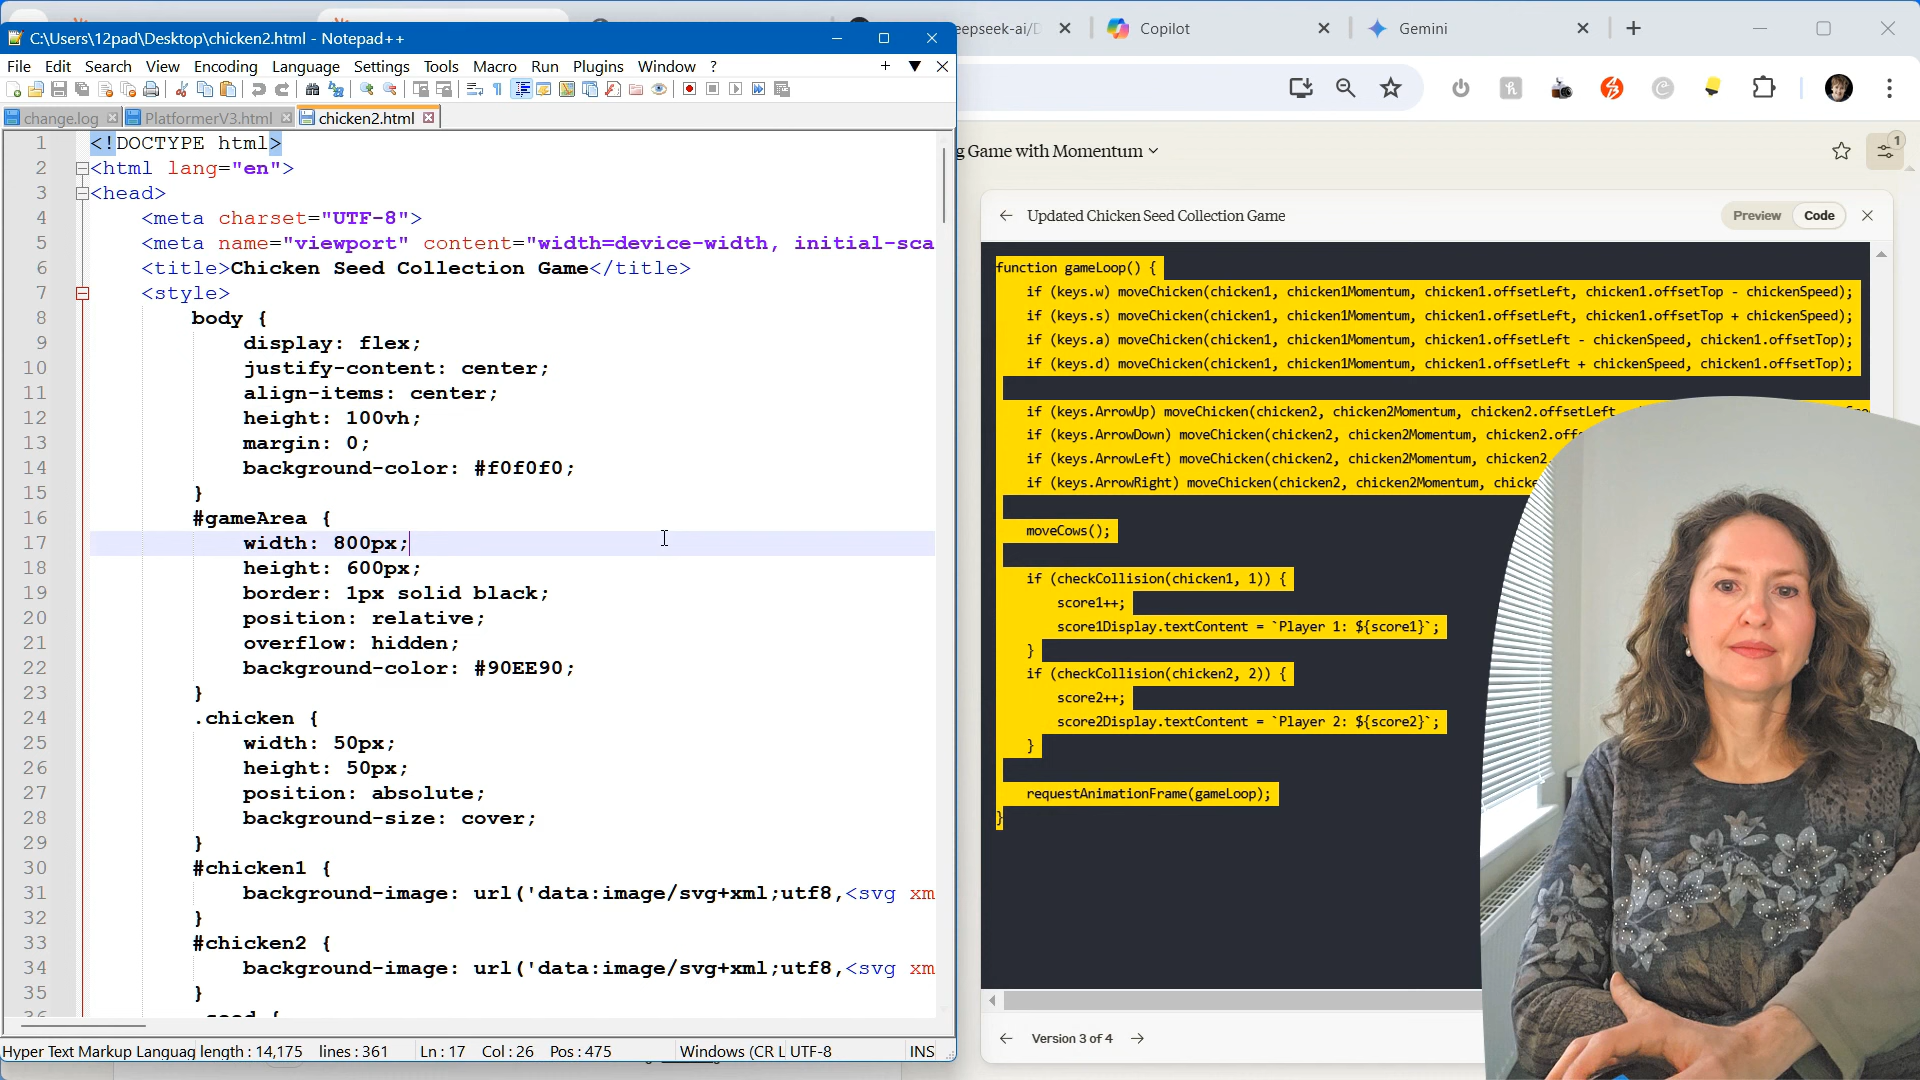 C:\Users\12pad\Desktop\chicken2.html - Notepad++
File Edit Search View Encoding Language Settings Tools Macro Run Plugins Window ?
change.log PlatformerV3.html chicken2.html
1 <!DOCTYPE html>
2 <html lang="en">
3 <head>
4 <meta charset="UTF-8">
5 <meta name="viewport" content="width=device-width, initial-sca
6 <title>Chicken Seed Collection Game</title>
7 <style>
8 body {
9 display: flex;
10 justify-content: center;
11 align-items: center;
12 height: 100vh;
13 margin: 0;
14 background-color: #f0f0f0;
15 }
16 #gameArea {
17 width: 800px;
18 height: 600px;
19 border: 1px solid black;
20 position: relative;
21 overflow: hidden;
22 background-color: #90EE90;
23 }
24 .chicken {
25 width: 50px;
26 height: 50px;
27 position: absolute;
28 background-size: cover;
29 }
30 #chicken1 {
31 background-image: url('data:image/svg+xml;utf8,<svg xm
32 }
33 #chicken2 {
34 background-image: url('data:image/svg+xml;utf8,<svg xm
35 }
Hyper Text Markup Languag length : 14,175 lines : 361 Ln : 17 Col : 26 Pos : 475 Windows (CR L UTF-8 INS
eepseek-ai/D Copilot Gemini
g Game with Momentum
1
Updated Chicken Seed Collection Game Preview Code
function gameLoop() {
if (keys.w) moveChicken(chicken1, chicken1Momentum, chicken1.offsetLeft, chicken1.offsetTop - chickenSpeed);
if (keys.s) moveChicken(chicken1, chicken1Momentum, chicken1.offsetLeft, chicken1.offsetTop + chickenSpeed);
if (keys.a) moveChicken(chicken1, chicken1Momentum, chicken1.offsetLeft - chickenSpeed, chicken1.offsetTop);
if (keys.d) moveChicken(chicken1, chicken1Momentum, chicken1.offsetLeft + chickenSpeed, chicken1.offsetTop);
if (keys.ArrowUp) moveChicken(chicken2, chicken2Momentum, chicken2.offsetLeft
if (keys.ArrowDown) moveChicken(chicken2, chicken2Momentum, chicken2.off
if (keys.ArrowLeft) moveChicken(chicken2, chicken2Momentum, chicken2.
if (keys.ArrowRight) moveChicken(chicken2, chicken2Momentum, chicke
moveCows();
if (checkCollision(chicken1, 1)) {
score1++;
score1Display.textContent = `Player 1: ${score1}`;
}
if (checkCollision(chicken2, 2)) {
score2++;
score2Display.textContent = `Player 2: ${score2}`;
}
requestAnimationFrame(gameLoop);
}
Version 3 of 4